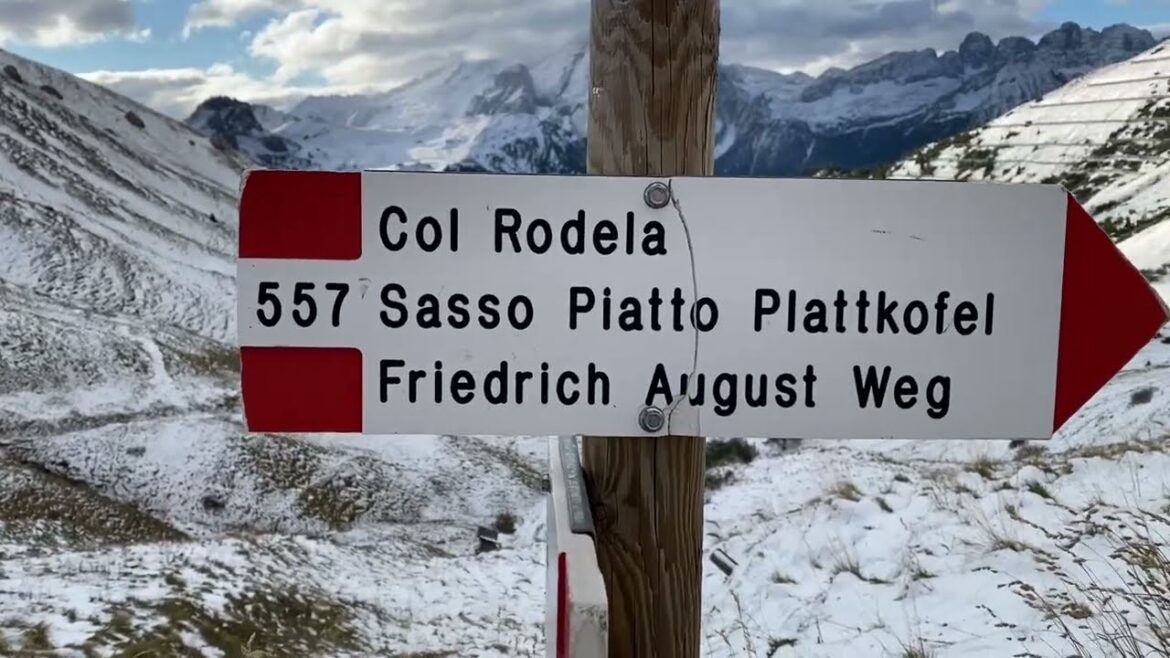 Col Rodela
557 Sasso Piatto Plattkofel
Friedrich August Weg